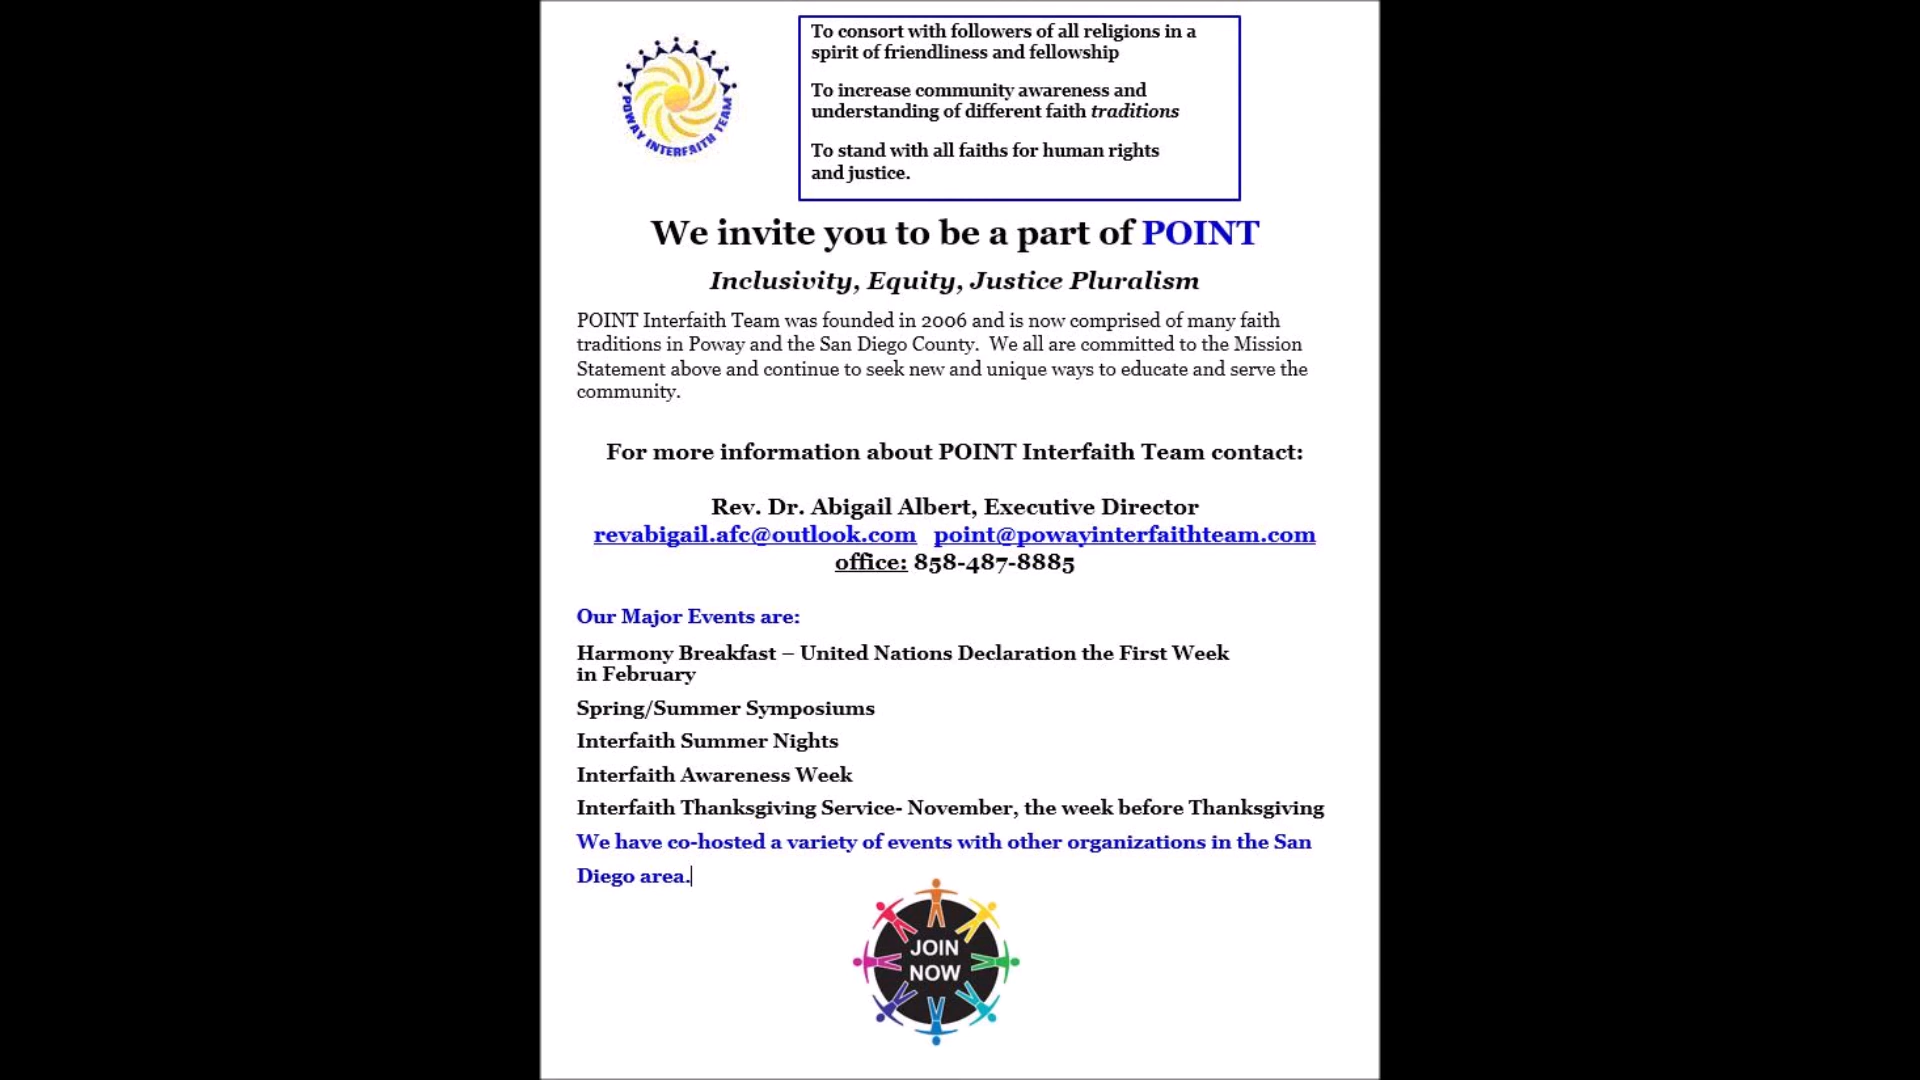 POWAY INTERFAITH TEAM
To consort with followers of all religions in a
spirit of friendliness and fellowship
To increase community awareness and
understanding of different faith traditions
To stand with all faiths for human rights
and justice.
We invite you to be a part of POINT
Inclusivity, Equity, Justice Pluralism
POINT Interfaith Team was founded in 2006 and is now comprised of many faith
traditions in Poway and the San Diego County. We all are committed to the Mission
Statement above and continue to seek new and unique ways to educate and serve the
community.
For more information about POINT Interfaith Team contact:
Rev. Dr. Abigail Albert, Executive Director
revabigail.afc@outlook.com point@powayinterfaithteam.com
office: 858-487-8885
Our Major Events are:
Harmony Breakfast – United Nations Declaration the First Week
in February
Spring/Summer Symposiums
Interfaith Summer Nights
Interfaith Awareness Week
Interfaith Thanksgiving Service- November, the week before Thanksgiving
We have co-hosted a variety of events with other organizations in the San
Diego area.
JOIN
NOW